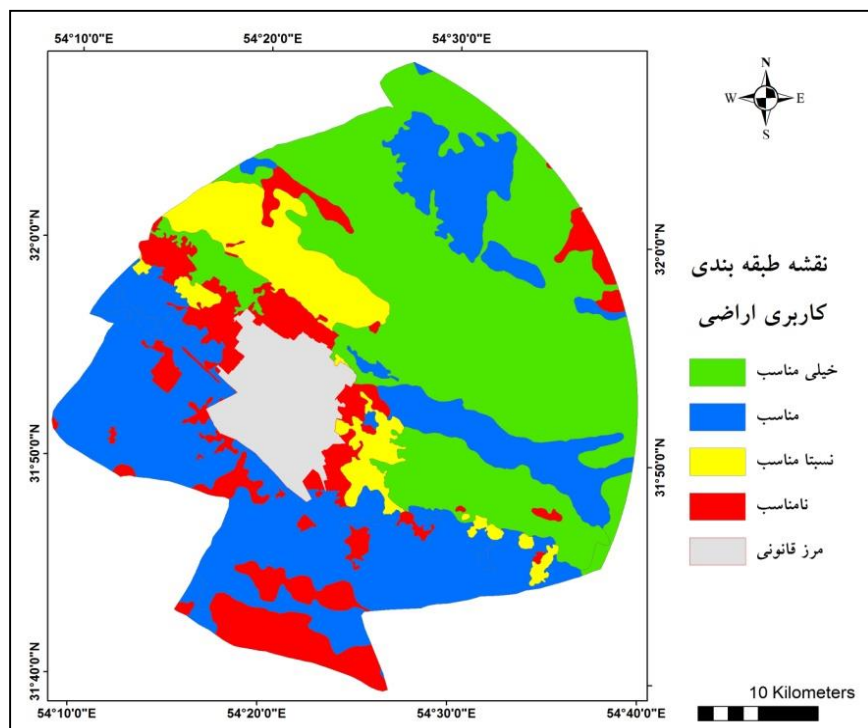 54°10'0"E
54°20'0"E
54°30'0"E
N
W
E
S
32°0'0"N
32°0'0"N
نقشه طبقه بندی
کاربری اراضی
خیلی مناسب
مناسب
نسبتا مناسب
نامناسب
مرز قانونی
31°50'0"N
31°50'0"N
31°40'0"N
10 Kilometers
54°10'0"E
54°20'0"E
54°30'0"E
54°40'0"E